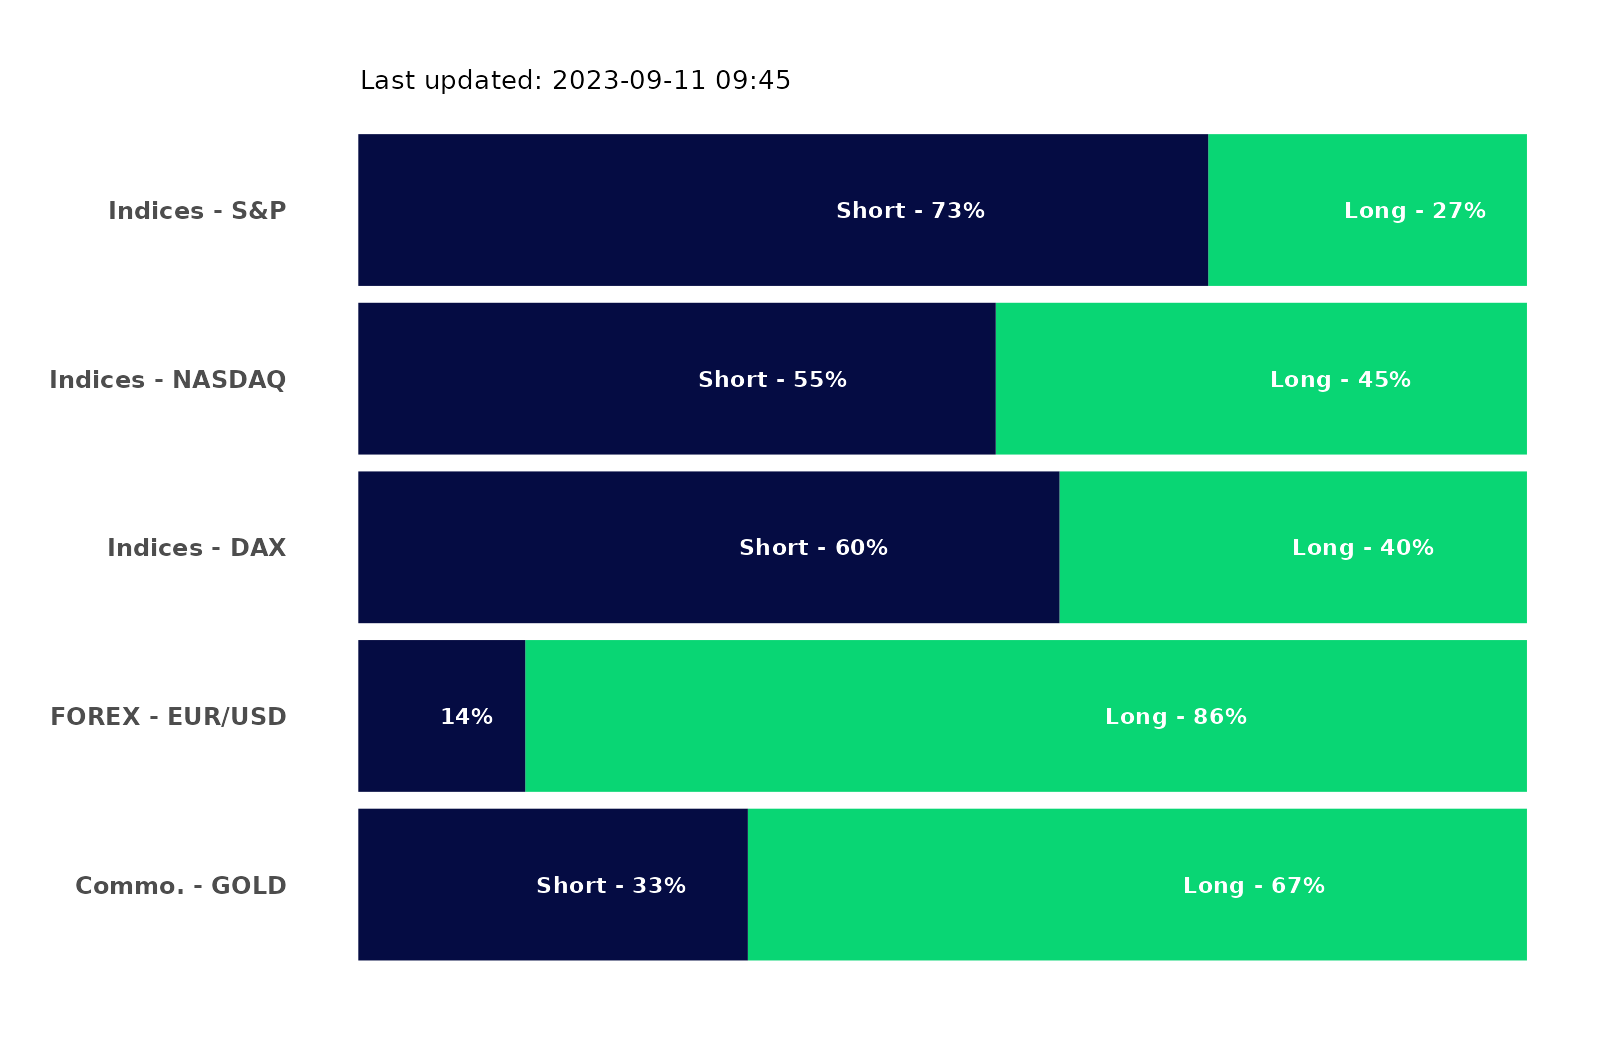 Last updated: 2023-09-11 09:45
Indices - S&P Short - 73% Long - 27%
Indices - NASDAQ Short - 55% Long - 45%
Indices - DAX Short - 60% Long - 40%
FOREX - EUR/USD 14% Long - 86%
Commo. - GOLD Short - 33% Long - 67%